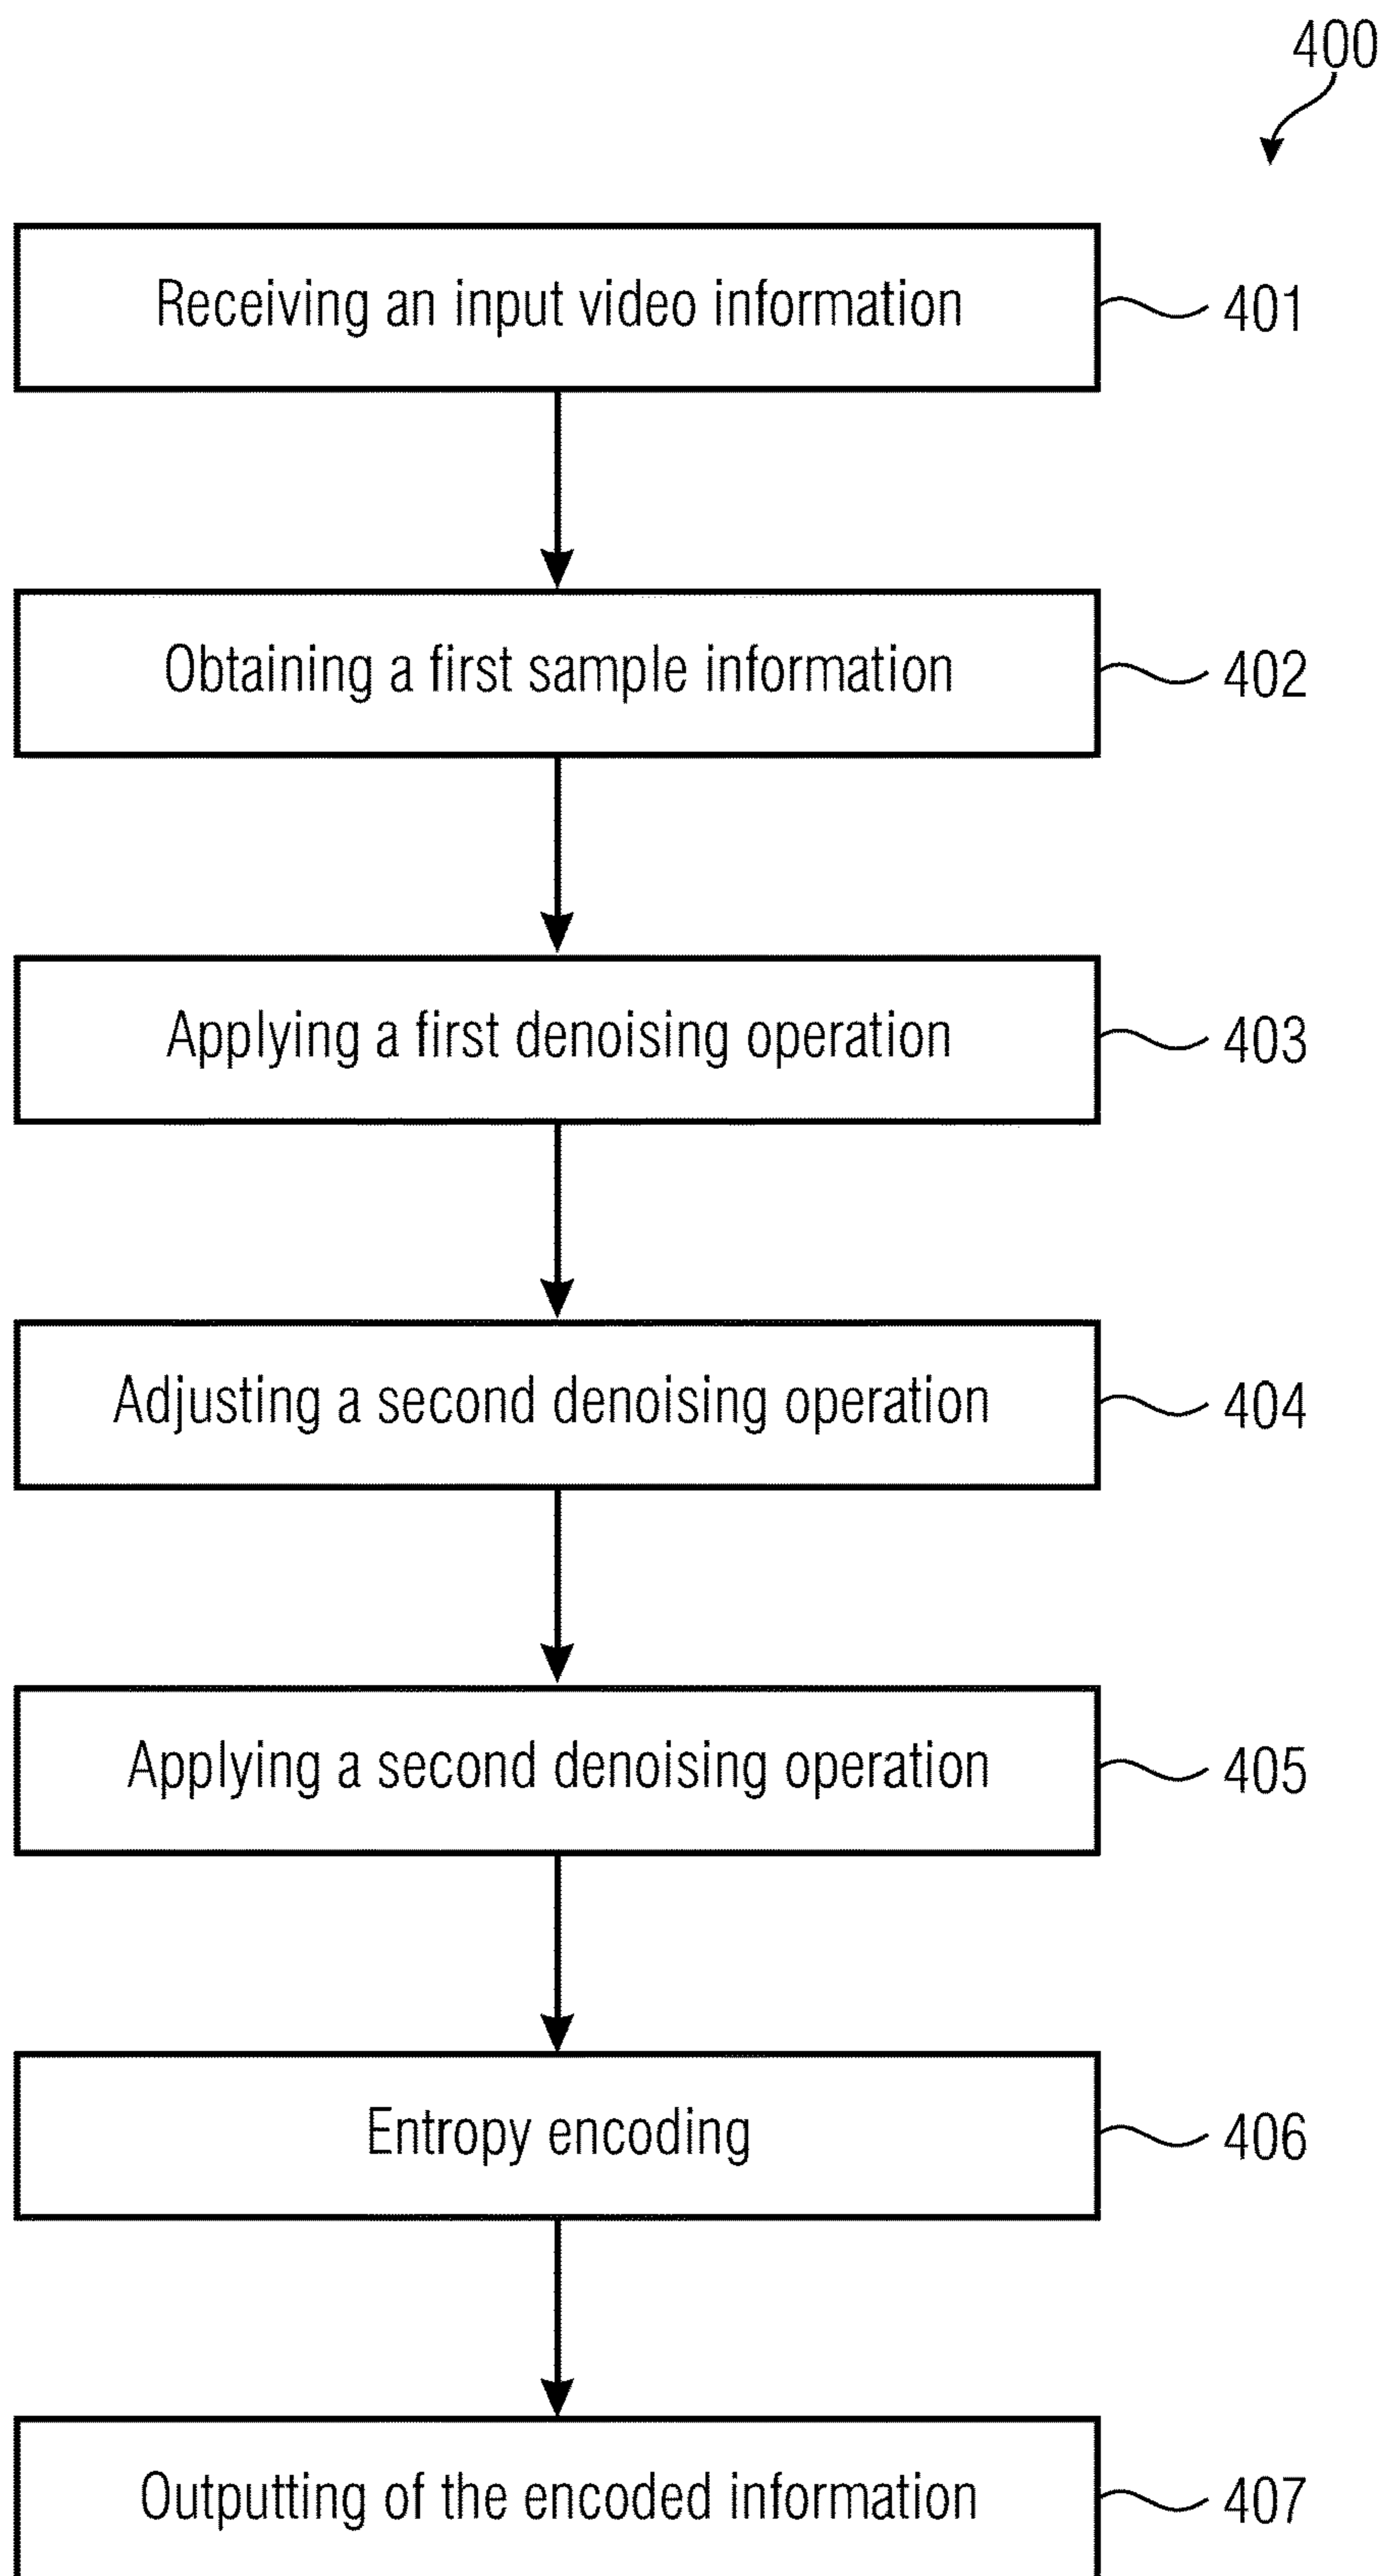 400
Receiving an input video information
401
Obtaining a first sample information
402
Applying a first denoising operation
403
Adjusting a second denoising operation
404
Applying a second denoising operation
405
Entropy encoding
406
Outputting of the encoded information
407